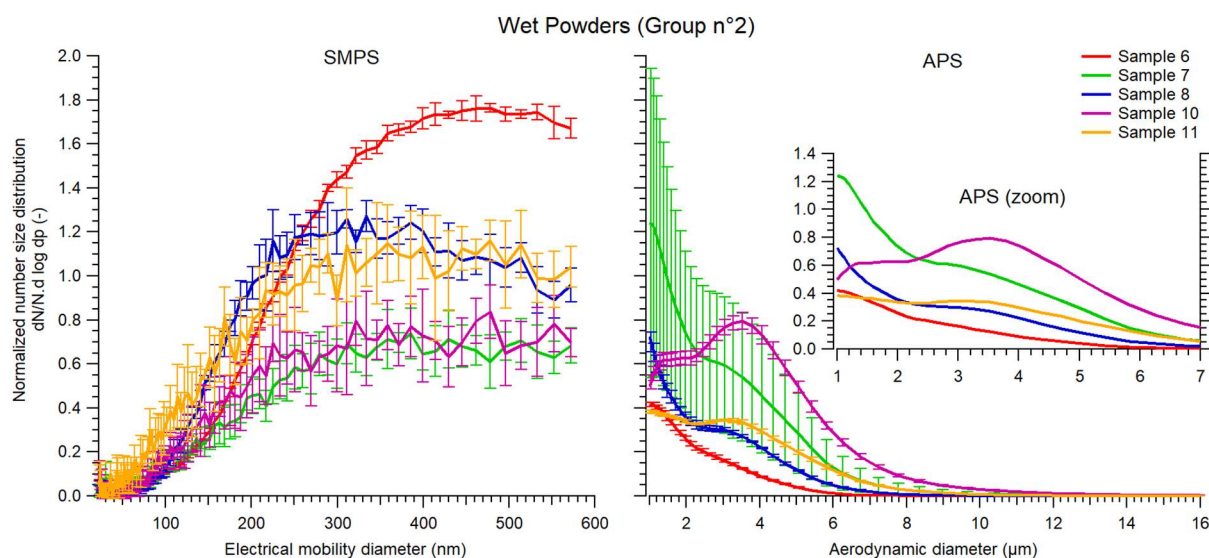 Wet Powders (Group n°2)
SMPS
APS
Sample 6
Sample 7
Sample 8
Sample 10
Sample 11
APS (zoom)
Normalized number size distribution
dN/N.d log dp (-)
2.0
1.8
1.6
1.4
1.2
1.0
0.8
0.6
0.4
0.2
0.0
100 200 300 400 500 600
Electrical mobility diameter (nm)
1.4
1.2
1.0
0.8
0.6
0.4
0.2
0.0
1 2 3 4 5 6 7
2 4 6 8 10 12 14 16
Aerodynamic diameter (µm)